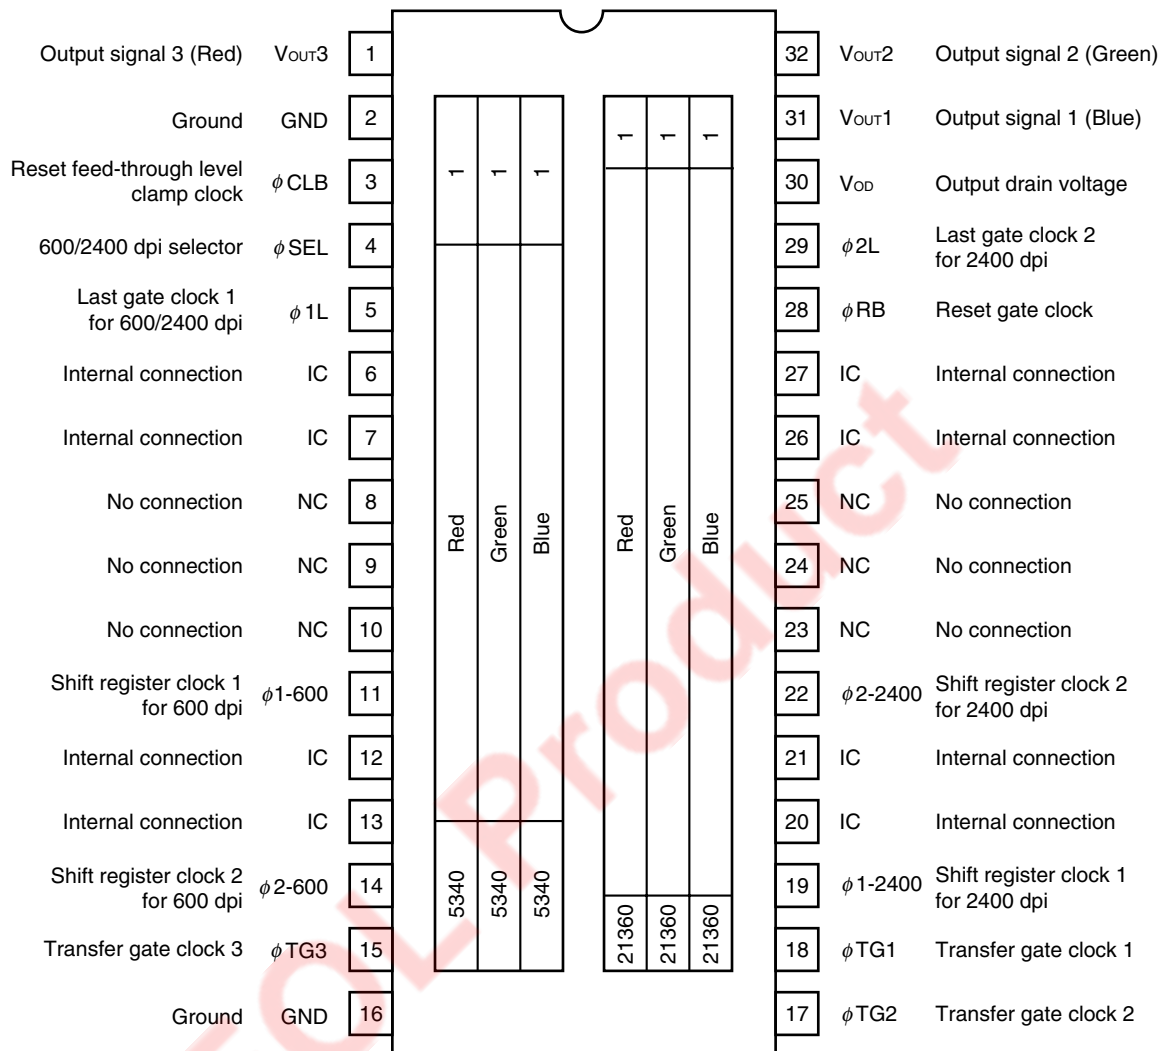 Output signal 3 (Red) VOUT3 1
Ground GND 2
Reset feed-through level
clamp clock φCLB 3
600/2400 dpi selector φSEL 4
Last gate clock 1
for 600/2400 dpi φ1L 5
Internal connection IC 6
Internal connection IC 7
No connection NC 8
No connection NC 9
No connection NC 10
Shift register clock 1
for 600 dpi φ1-600 11
Internal connection IC 12
Internal connection IC 13
Shift register clock 2
for 600 dpi φ2-600 14
Transfer gate clock 3 φTG3 15
Ground GND 16
1 1 1
Red Green Blue
5340 5340 5340
1 1 1
Red Green Blue
21360 21360 21360
32 VOUT2 Output signal 2 (Green)
31 VOUT1 Output signal 1 (Blue)
30 VOD Output drain voltage
29 φ2L Last gate clock 2
for 2400 dpi
28 φRB Reset gate clock
27 IC Internal connection
26 IC Internal connection
25 NC No connection
24 NC No connection
23 NC No connection
22 φ2-2400 Shift register clock 2
for 2400 dpi
21 IC Internal connection
20 IC Internal connection
19 φ1-2400 Shift register clock 1
for 2400 dpi
18 φTG1 Transfer gate clock 1
17 φTG2 Transfer gate clock 2
OL Product